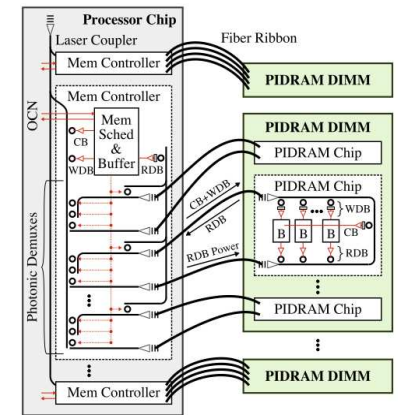 Processor Chip
Laser Coupler
Fiber Ribbon
Mem Controller
PIDRAM DIMM
OCN
Mem Controller
Mem
Sched
&
Buffer
CB
WDB
RDB
Photonic Demuxes
CB+WDB
RDB
RDB Power
PIDRAM DIMM
PIDRAM Chip
PIDRAM Chip
WDB
B
B
B
CB
RDB
PIDRAM Chip
Mem Controller
PIDRAM DIMM